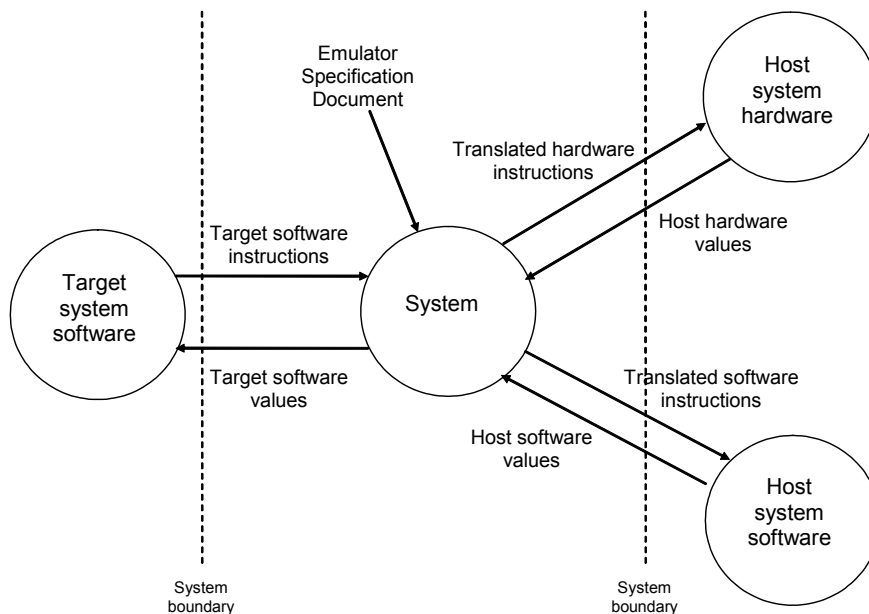 Emulator
Specification
Document
Host
system
hardware
Translated hardware
instructions
Host hardware
values
Target software
instructions
Target
system
software
System
Target software
values
Translated software
instructions
Host software
values
Host
system
software
System
boundary
System
boundary